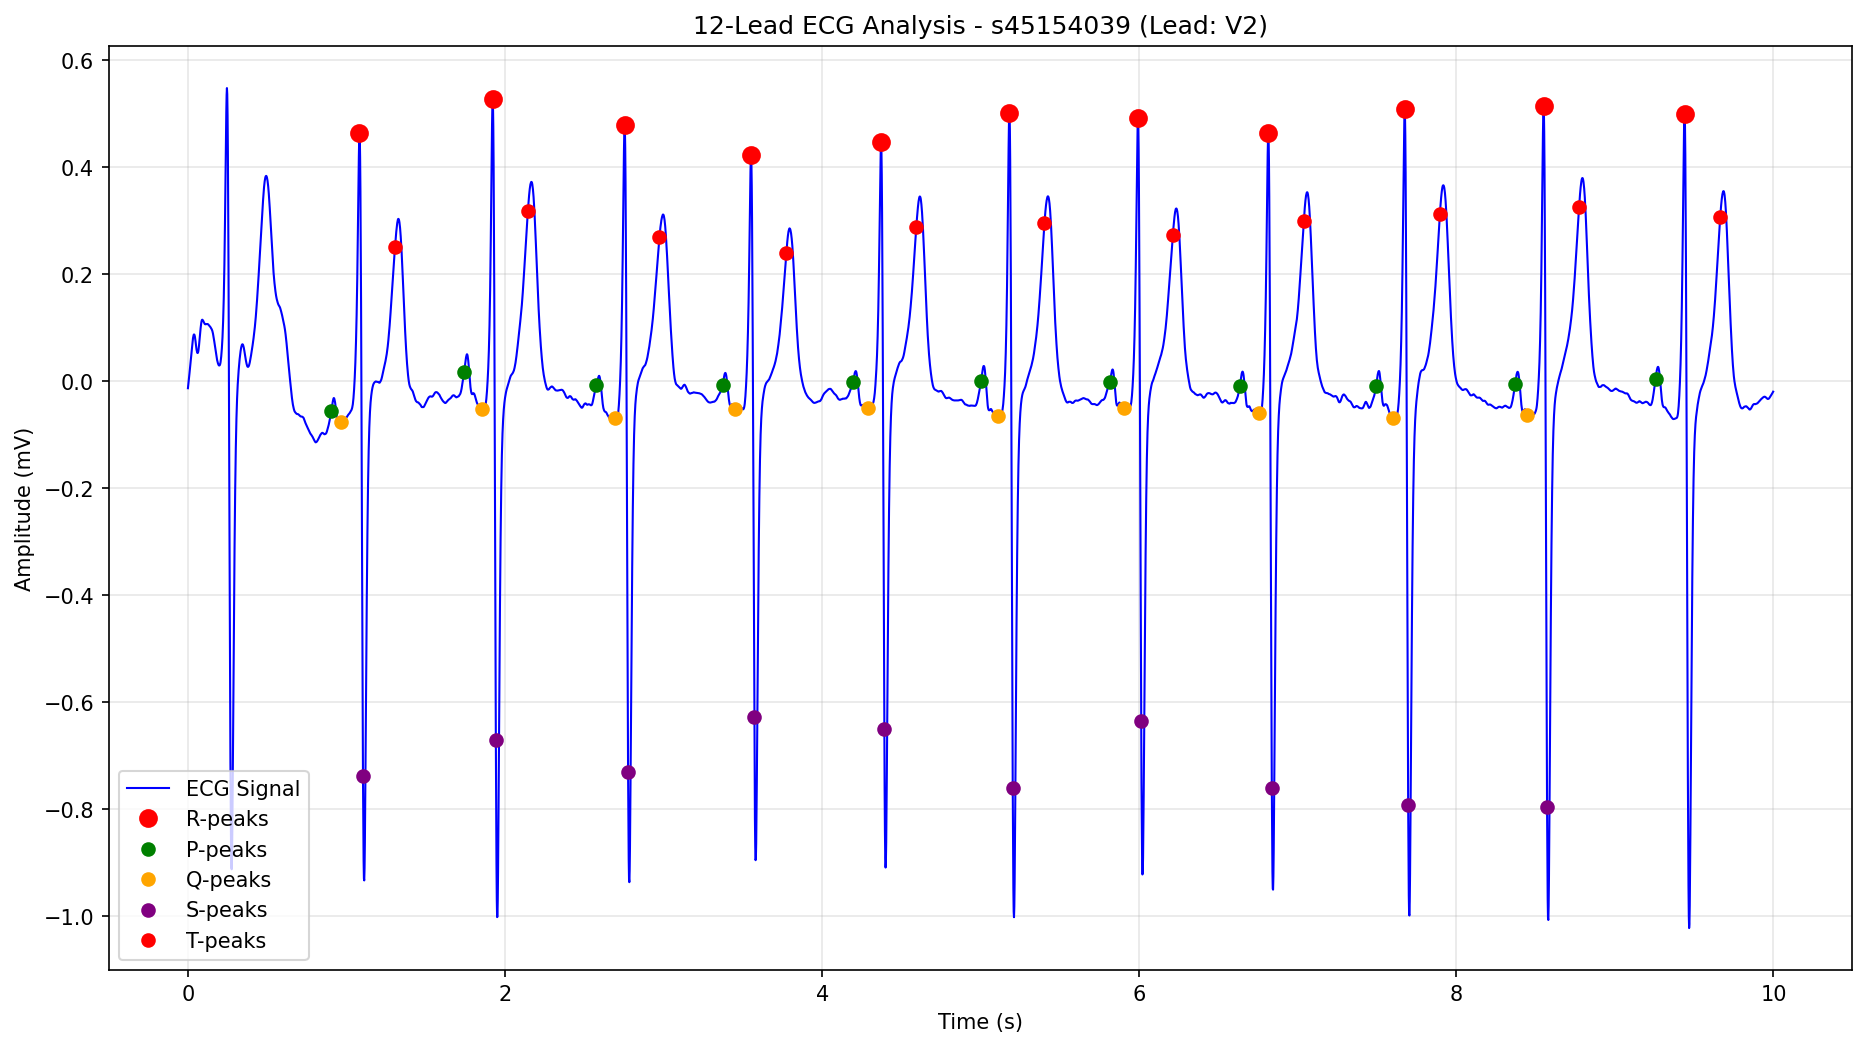 12-Lead ECG Analysis - s45154039 (Lead: V2)
Amplitude (mV)
0.6
0.4
0.2
0.0
−0.2
−0.4
−0.6
−0.8
−1.0
ECG Signal
R-peaks
P-peaks
Q-peaks
S-peaks
T-peaks
0 2 4 6 8 10
Time (s)